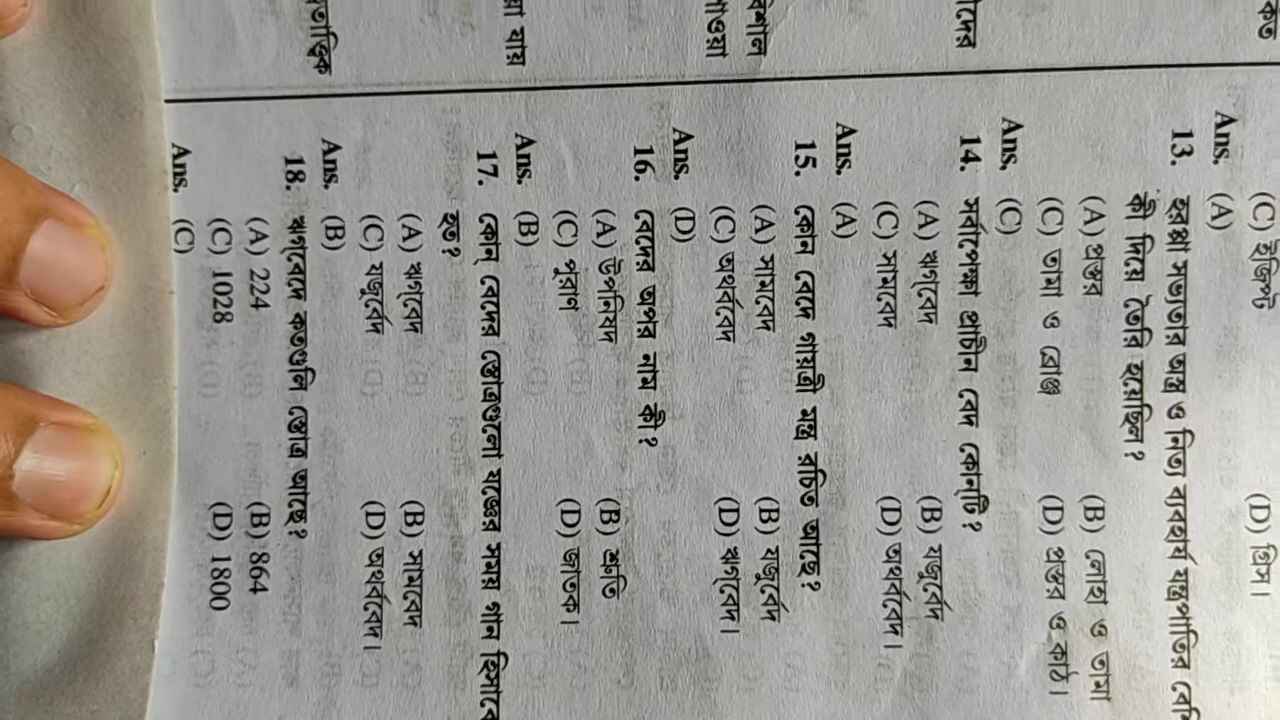 কত
(C) ইজিপ্ট (D) গ্রিস।
Ans. (A)
13. হরপ্পা সভ্যতার অস্ত্র ও নিত্য ব্যবহার্য যন্ত্রপাতির
কী দিয়ে তৈরি হয়েছিল?
(A) প্রস্তর (B) লোহা ও তামা
(C) তামা ও ব্রোঞ্জ (D) প্রস্তর ও কাঠ।
Ans. (C)
14. সর্বাপেক্ষা প্রাচীন বেদ কোন্‌টি?
(A) ঋগ্‌বেদ (B) যজুর্বেদ
(C) সামবেদ (D) অথর্ববেদ।
Ans. (A)
15. কোন বেদে গায়ত্রী মন্ত্র রচিত আছে?
(A) সামবেদ (B) যজুর্বেদ
(C) অথর্ববেদ (D) ঋগ্‌বেদ।
Ans. (D)
16. বেদের অপর নাম কী?
(A) উপনিষদ (B) শ্রুতি
(C) পুরাণ (D) জাতক।
Ans. (B)
17. কোন্ বেদের স্তোত্রগুলো যজ্ঞের সময় গান হিসাবে
হত?
(A) ঋগ্‌বেদ (B) সামবেদ
(C) যজুর্বেদ (D) অথর্ববেদ।
Ans. (B)
18. ঋগবেদে কতগুলি স্তোত্র আছে?
(A) 224 (B) 864
(C) 1028 (D) 1800
Ans. (C)